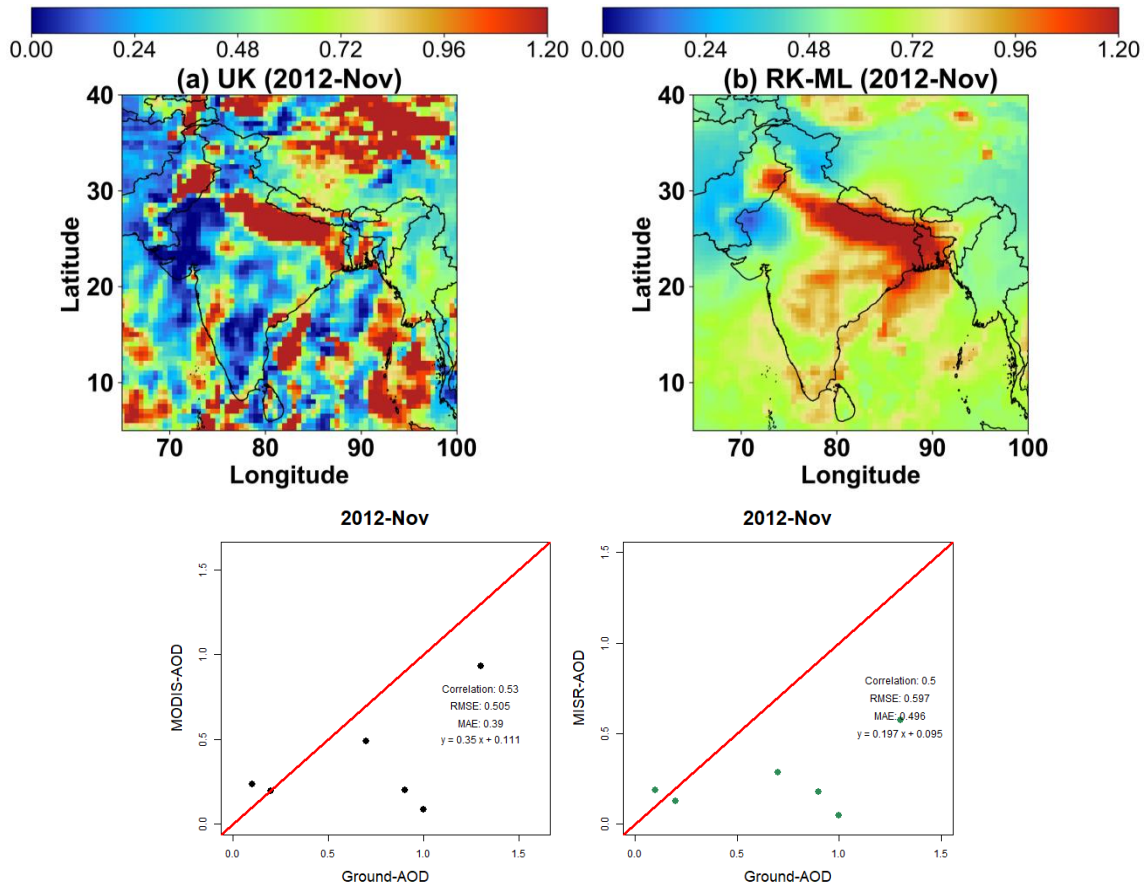 0.00 0.24 0.48 0.72 0.96 1.20
(a) UK (2012-Nov)
40
30
20
10
Latitude
70 80 90 100
Longitude
0.00 0.24 0.48 0.72 0.96 1.20
(b) RK-ML (2012-Nov)
40
30
20
10
Latitude
70 80 90 100
Longitude
2012-Nov
1.5
1.0
0.5
0.0
MODIS-AOD
Correlation: 0.53
RMSE: 0.505
MAE: 0.39
y = 0.35 x + 0.111
0.0 0.5 1.0 1.5
Ground-AOD
2012-Nov
1.5
1.0
0.5
0.0
MISR-AOD
Correlation: 0.5
RMSE: 0.597
MAE: 0.496
y = 0.197 x + 0.095
0.0 0.5 1.0 1.5
Ground-AOD